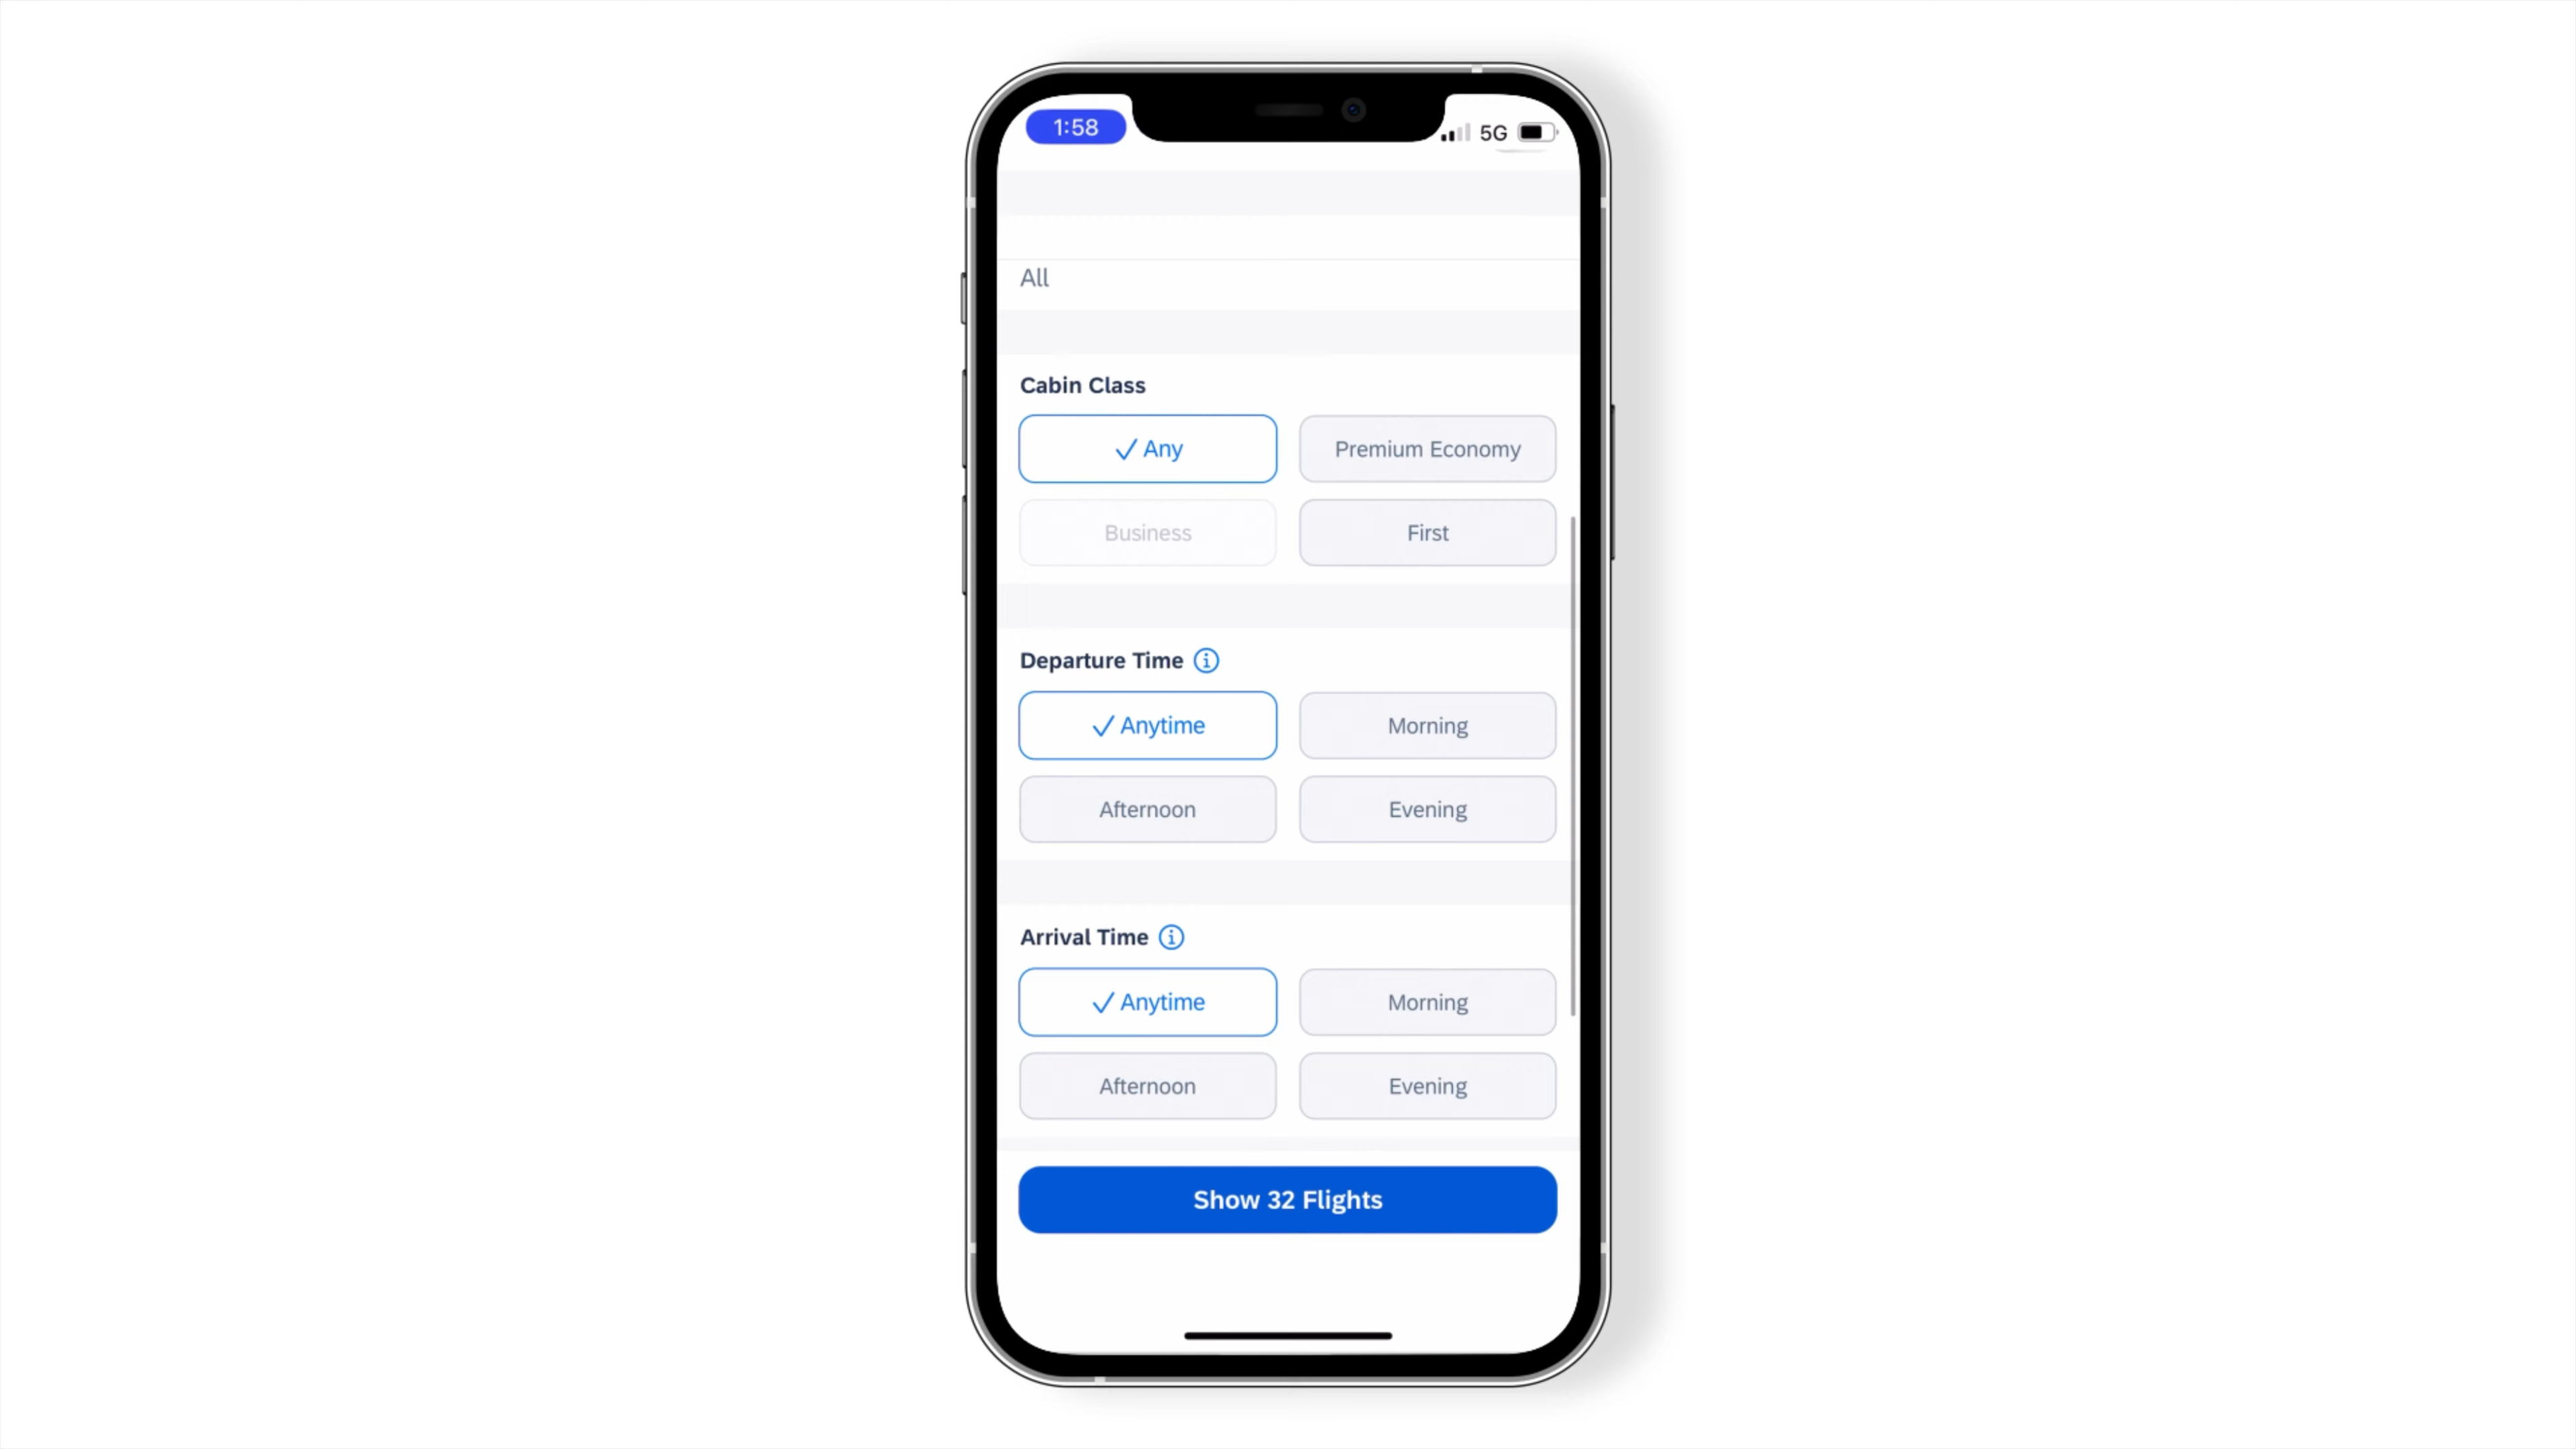 1:58
5G
All
Cabin Class
Any
Premium Economy
Business
First
Departure Time
Anytime
Morning
Afternoon
Evening
Arrival Time
Anytime
Morning
Afternoon
Evening
Show 32 Flights